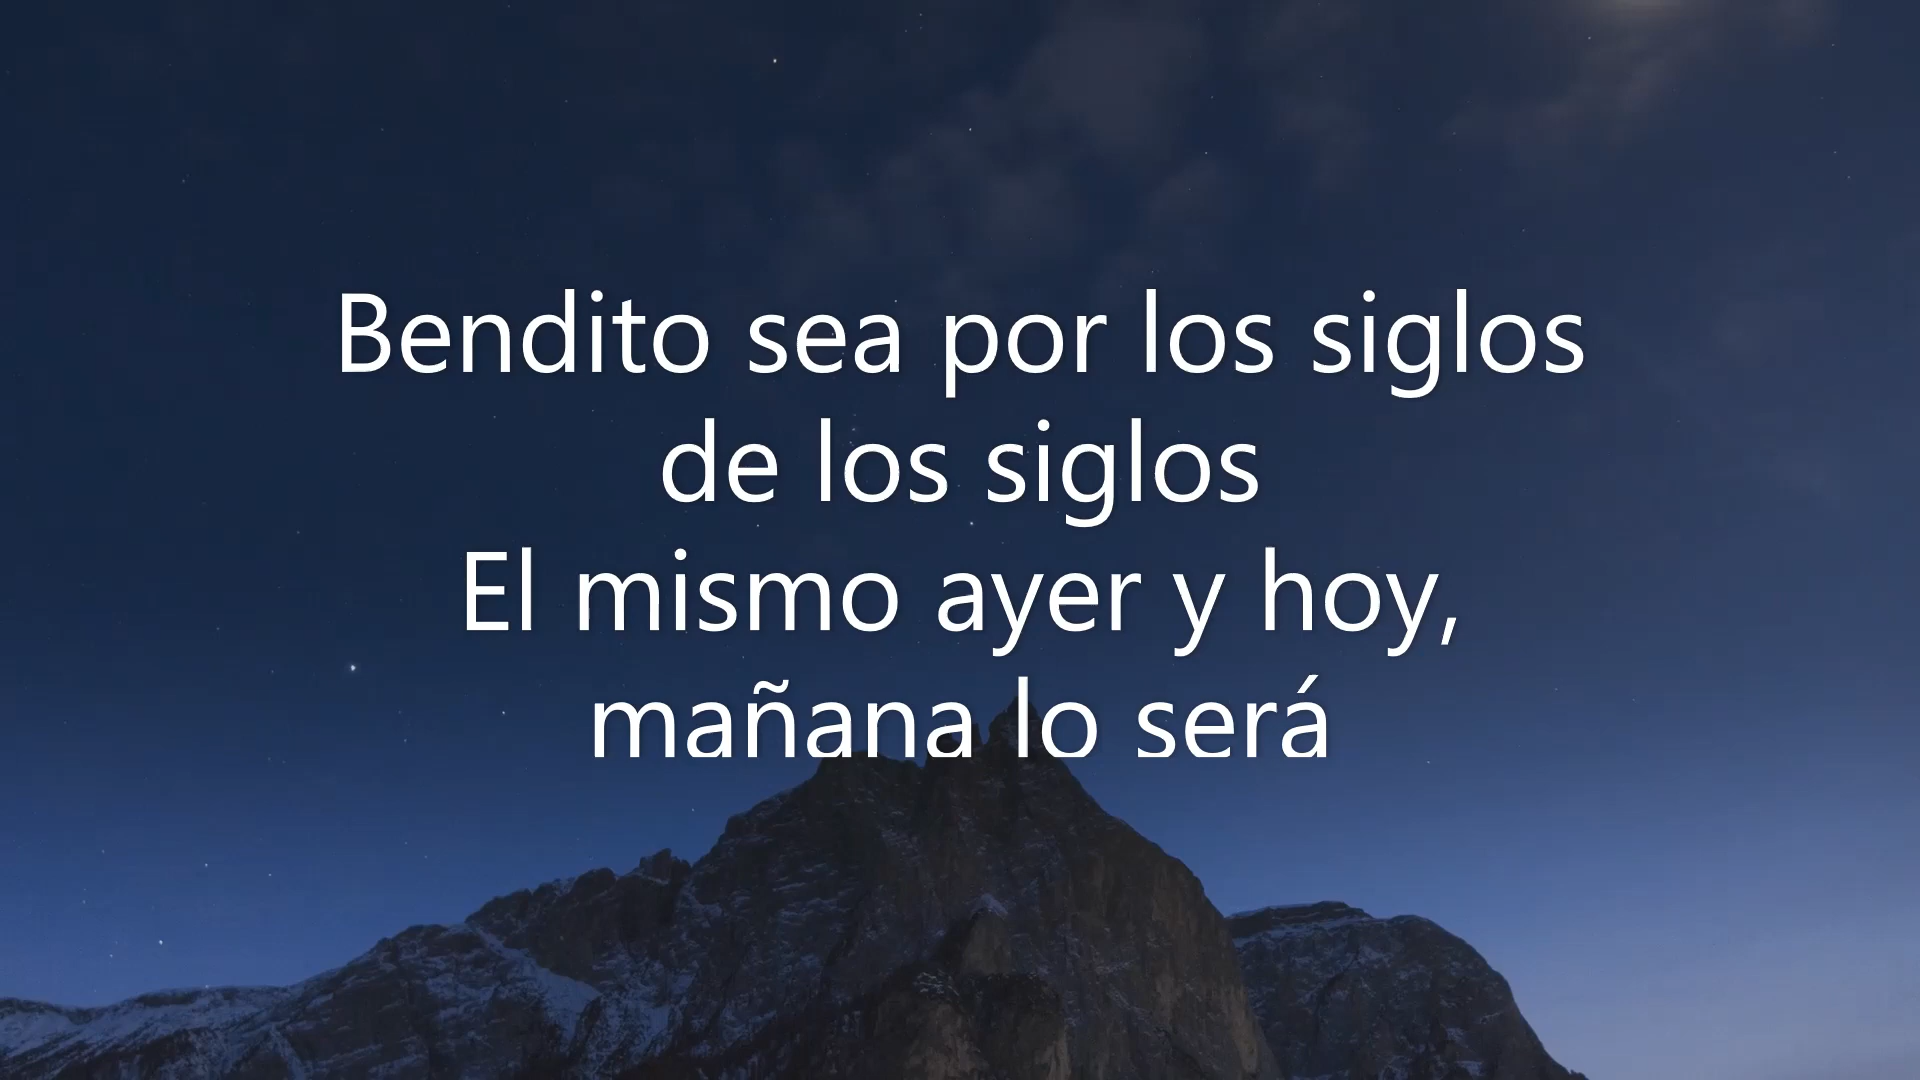 Bendito sea por los siglos
de los siglos
El mismo ayer y hoy,
mañana lo será